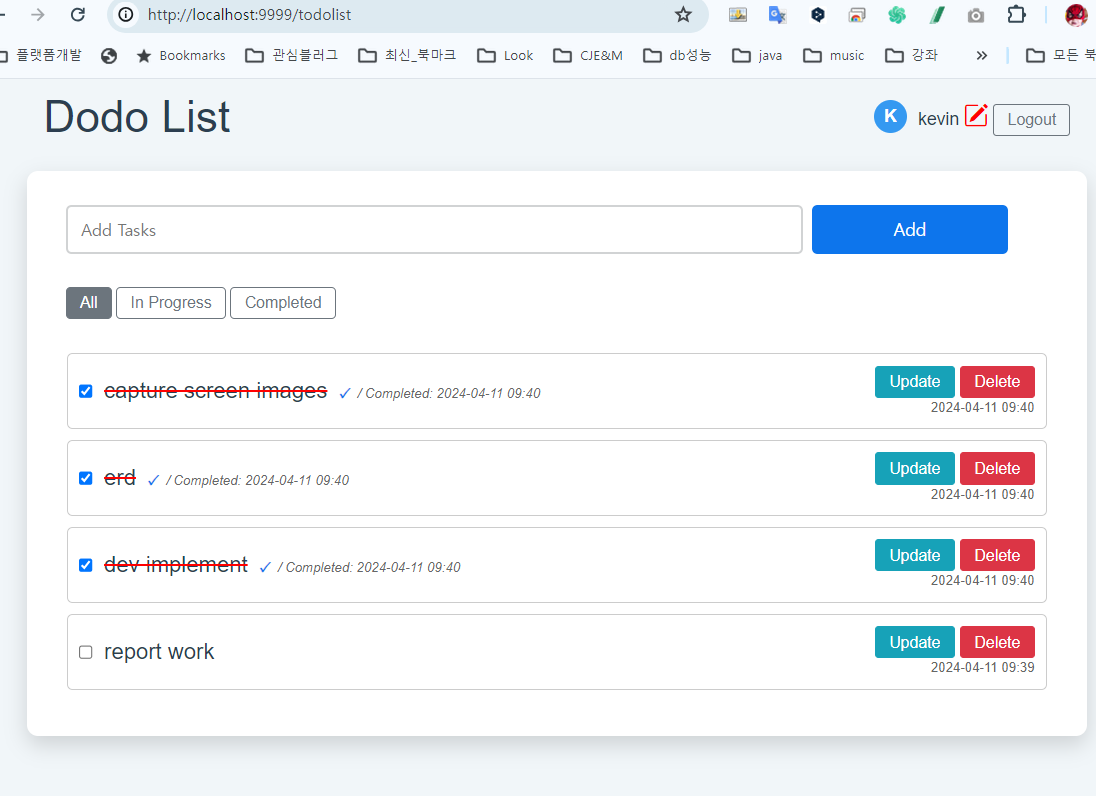 http://localhost:9999/todolist
플랫폼개발 Bookmarks 관심블러그 최신_북마크 Look CJE&M db성능 java music 강좌 » 모든 북
Dodo List
K kevin Logout
Add Tasks Add
All In Progress Completed
capture screen images ✓ / Completed: 2024-04-11 09:40 Update Delete
2024-04-11 09:40
erd ✓ / Completed: 2024-04-11 09:40 Update Delete
2024-04-11 09:40
dev implement ✓ / Completed: 2024-04-11 09:40 Update Delete
2024-04-11 09:40
report work Update Delete
2024-04-11 09:39